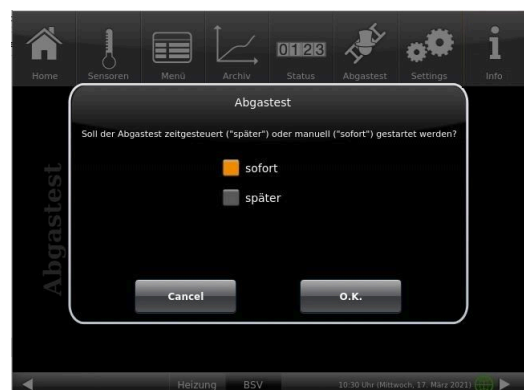 Home Sensoren Menü Archiv Status Abgastest Settings Info
0123
Abgastest
Soll der Abgastest zeitgesteuert ("später") oder manuell ("sofort") gestartet werden?
sofort
später
Abgastest
Cancel O.K.
Heizung BSV 10:30 Uhr (Mittwoch, 17. März 2021)